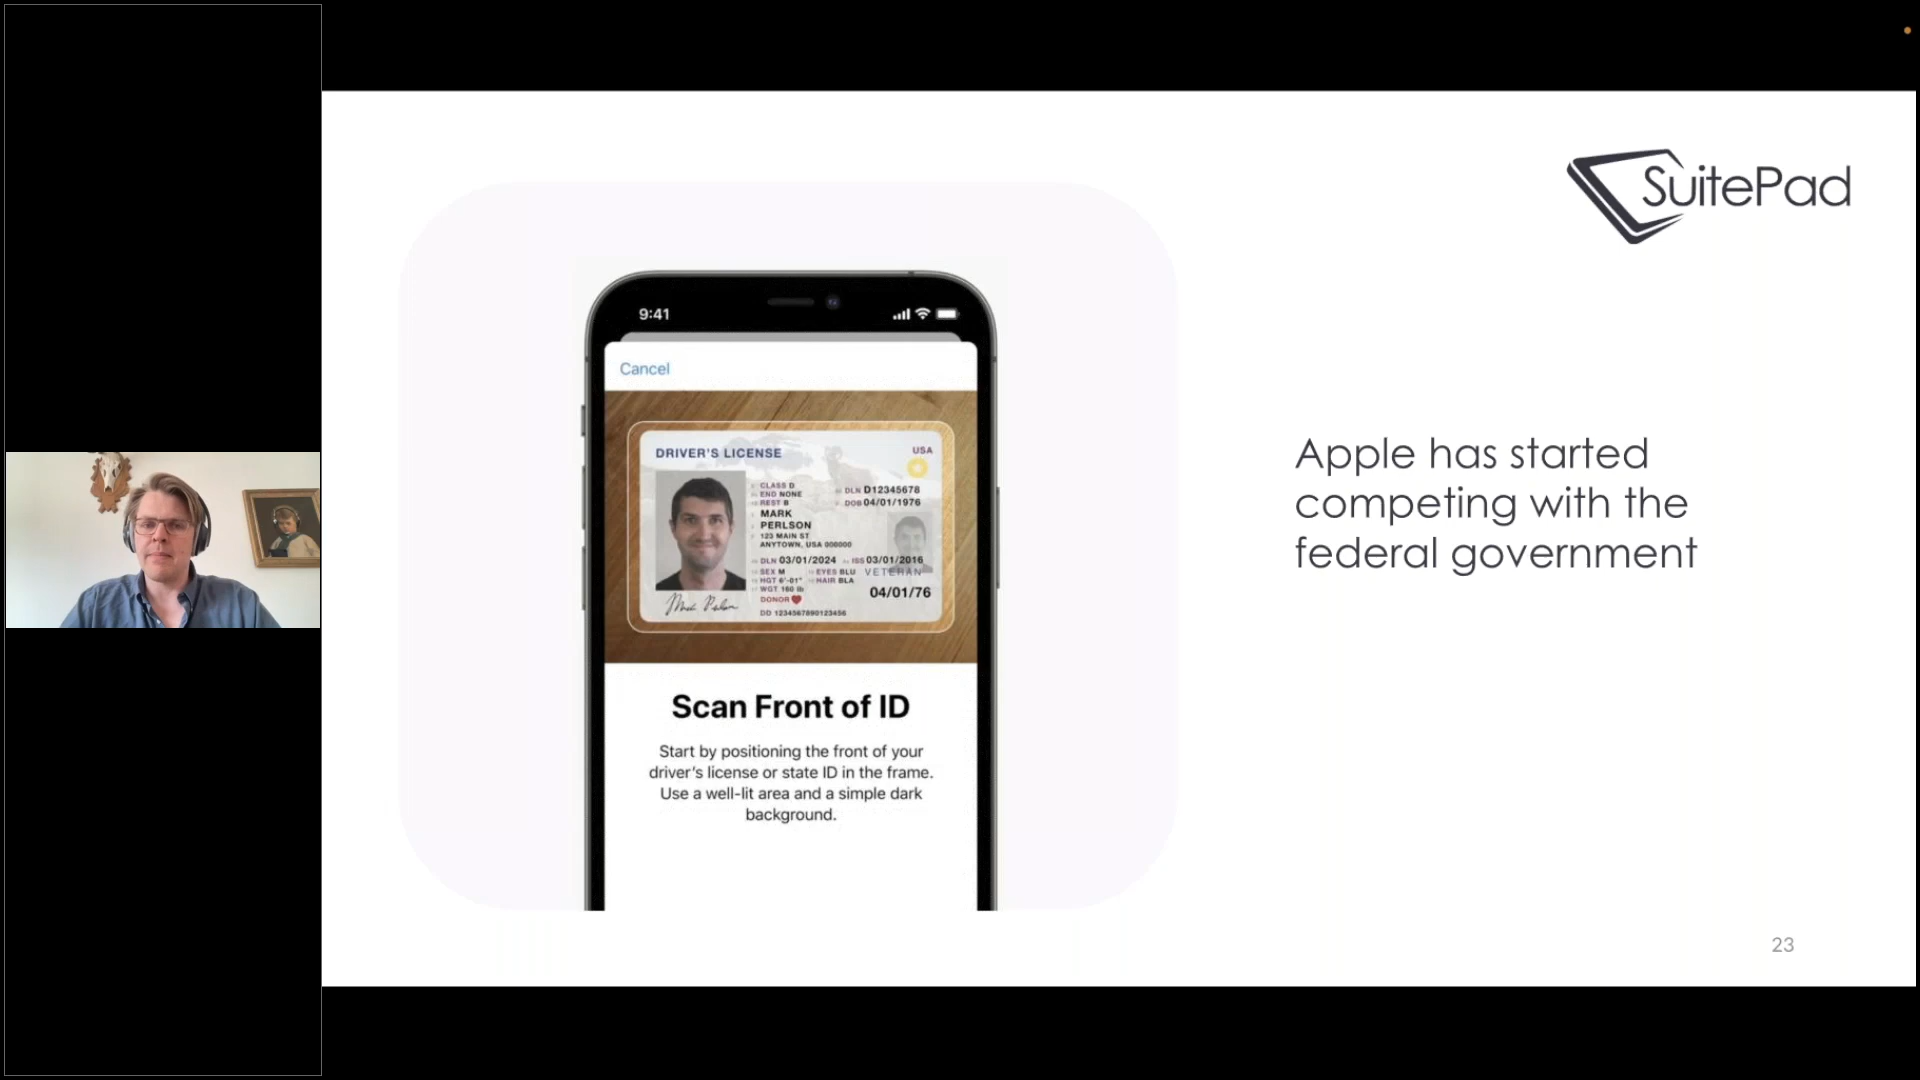 SuitePad
9:41
Cancel
DRIVER'S LICENSE
USA
CLASS D
END NONE
REST B
DLN D12345678
DOB 04/01/1976
MARK
PERLSON
123 MAIN ST
ANYTOWN, USA 000000
DLN 03/01/2024
ISS 03/01/2016
SEX M
EYES BLU
VETERAN
HGT 6'-01"
HAIR BLA
WGT 160 lb
04/01/76
DONOR
DD 1234567890123456
Mark Perlson
Scan Front of ID
Start by positioning the front of your
driver's license or state ID in the frame.
Use a well-lit area and a simple dark
background.
Apple has started
competing with the
federal government
23